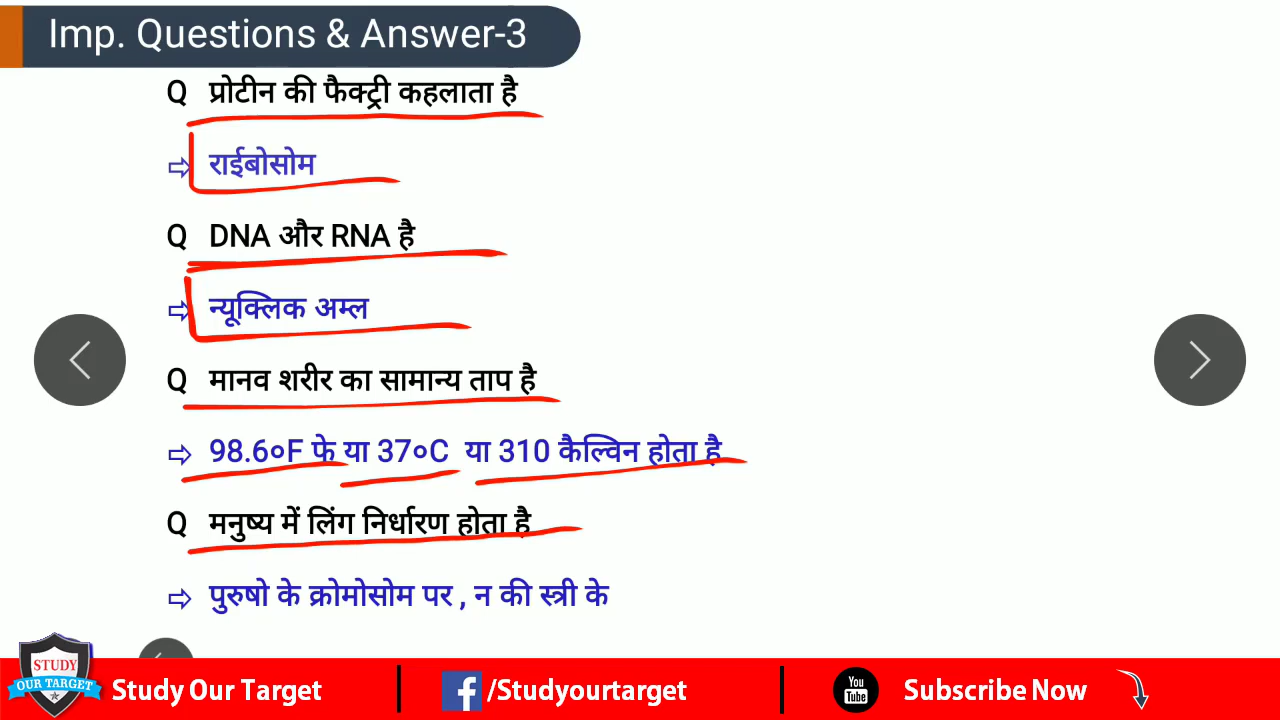 Imp. Questions & Answer-3
Q प्रोटीन की फैक्ट्री कहलाता है
⇨ राईबोसोम
Q DNA और RNA है
⇨ न्यूक्लिक अम्ल
Q मानव शरीर का सामान्य ताप है
⇨ 98.6०F फे या 37०C या 310 कैल्विन होता है
Q मनुष्य में लिंग निर्धारण होता है
⇨ पुरुषो के क्रोमोसोम पर , न की स्त्री के
STUDY
OUR TARGET
Study Our Target
f /Studyourtarget
You
Tube
Subscribe Now